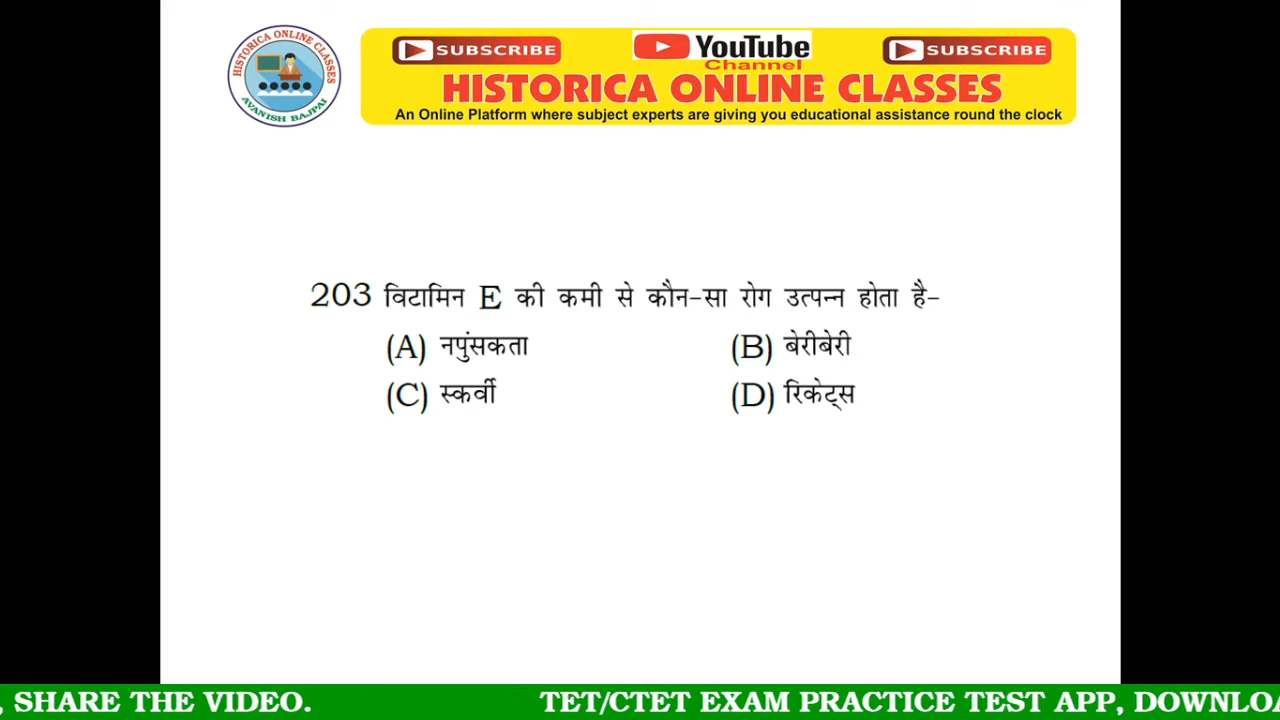 HISTORICA ONLINE CLASSES
AVANISH BAJPAI
SUBSCRIBE
YouTube
SUBSCRIBE
Channel
HISTORICA ONLINE CLASSES
An Online Platform where subject experts are giving you educational assistance round the clock
203 विटामिन E की कमी से कौन-सा रोग उत्पन्न होता है-
(A) नपुंसकता (B) बेरीबेरी
(C) स्कर्वी (D) रिकेट्स
, SHARE THE VIDEO. TET/CTET EXAM PRACTICE TEST APP, DOWNLOA